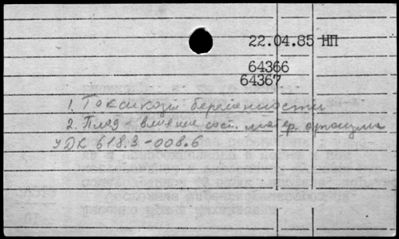 22.04.85 НП
64366
64367
1. Токсикозы беременности
2. Плод - влияние сост. матер. организма
УДК 618.3-008.6